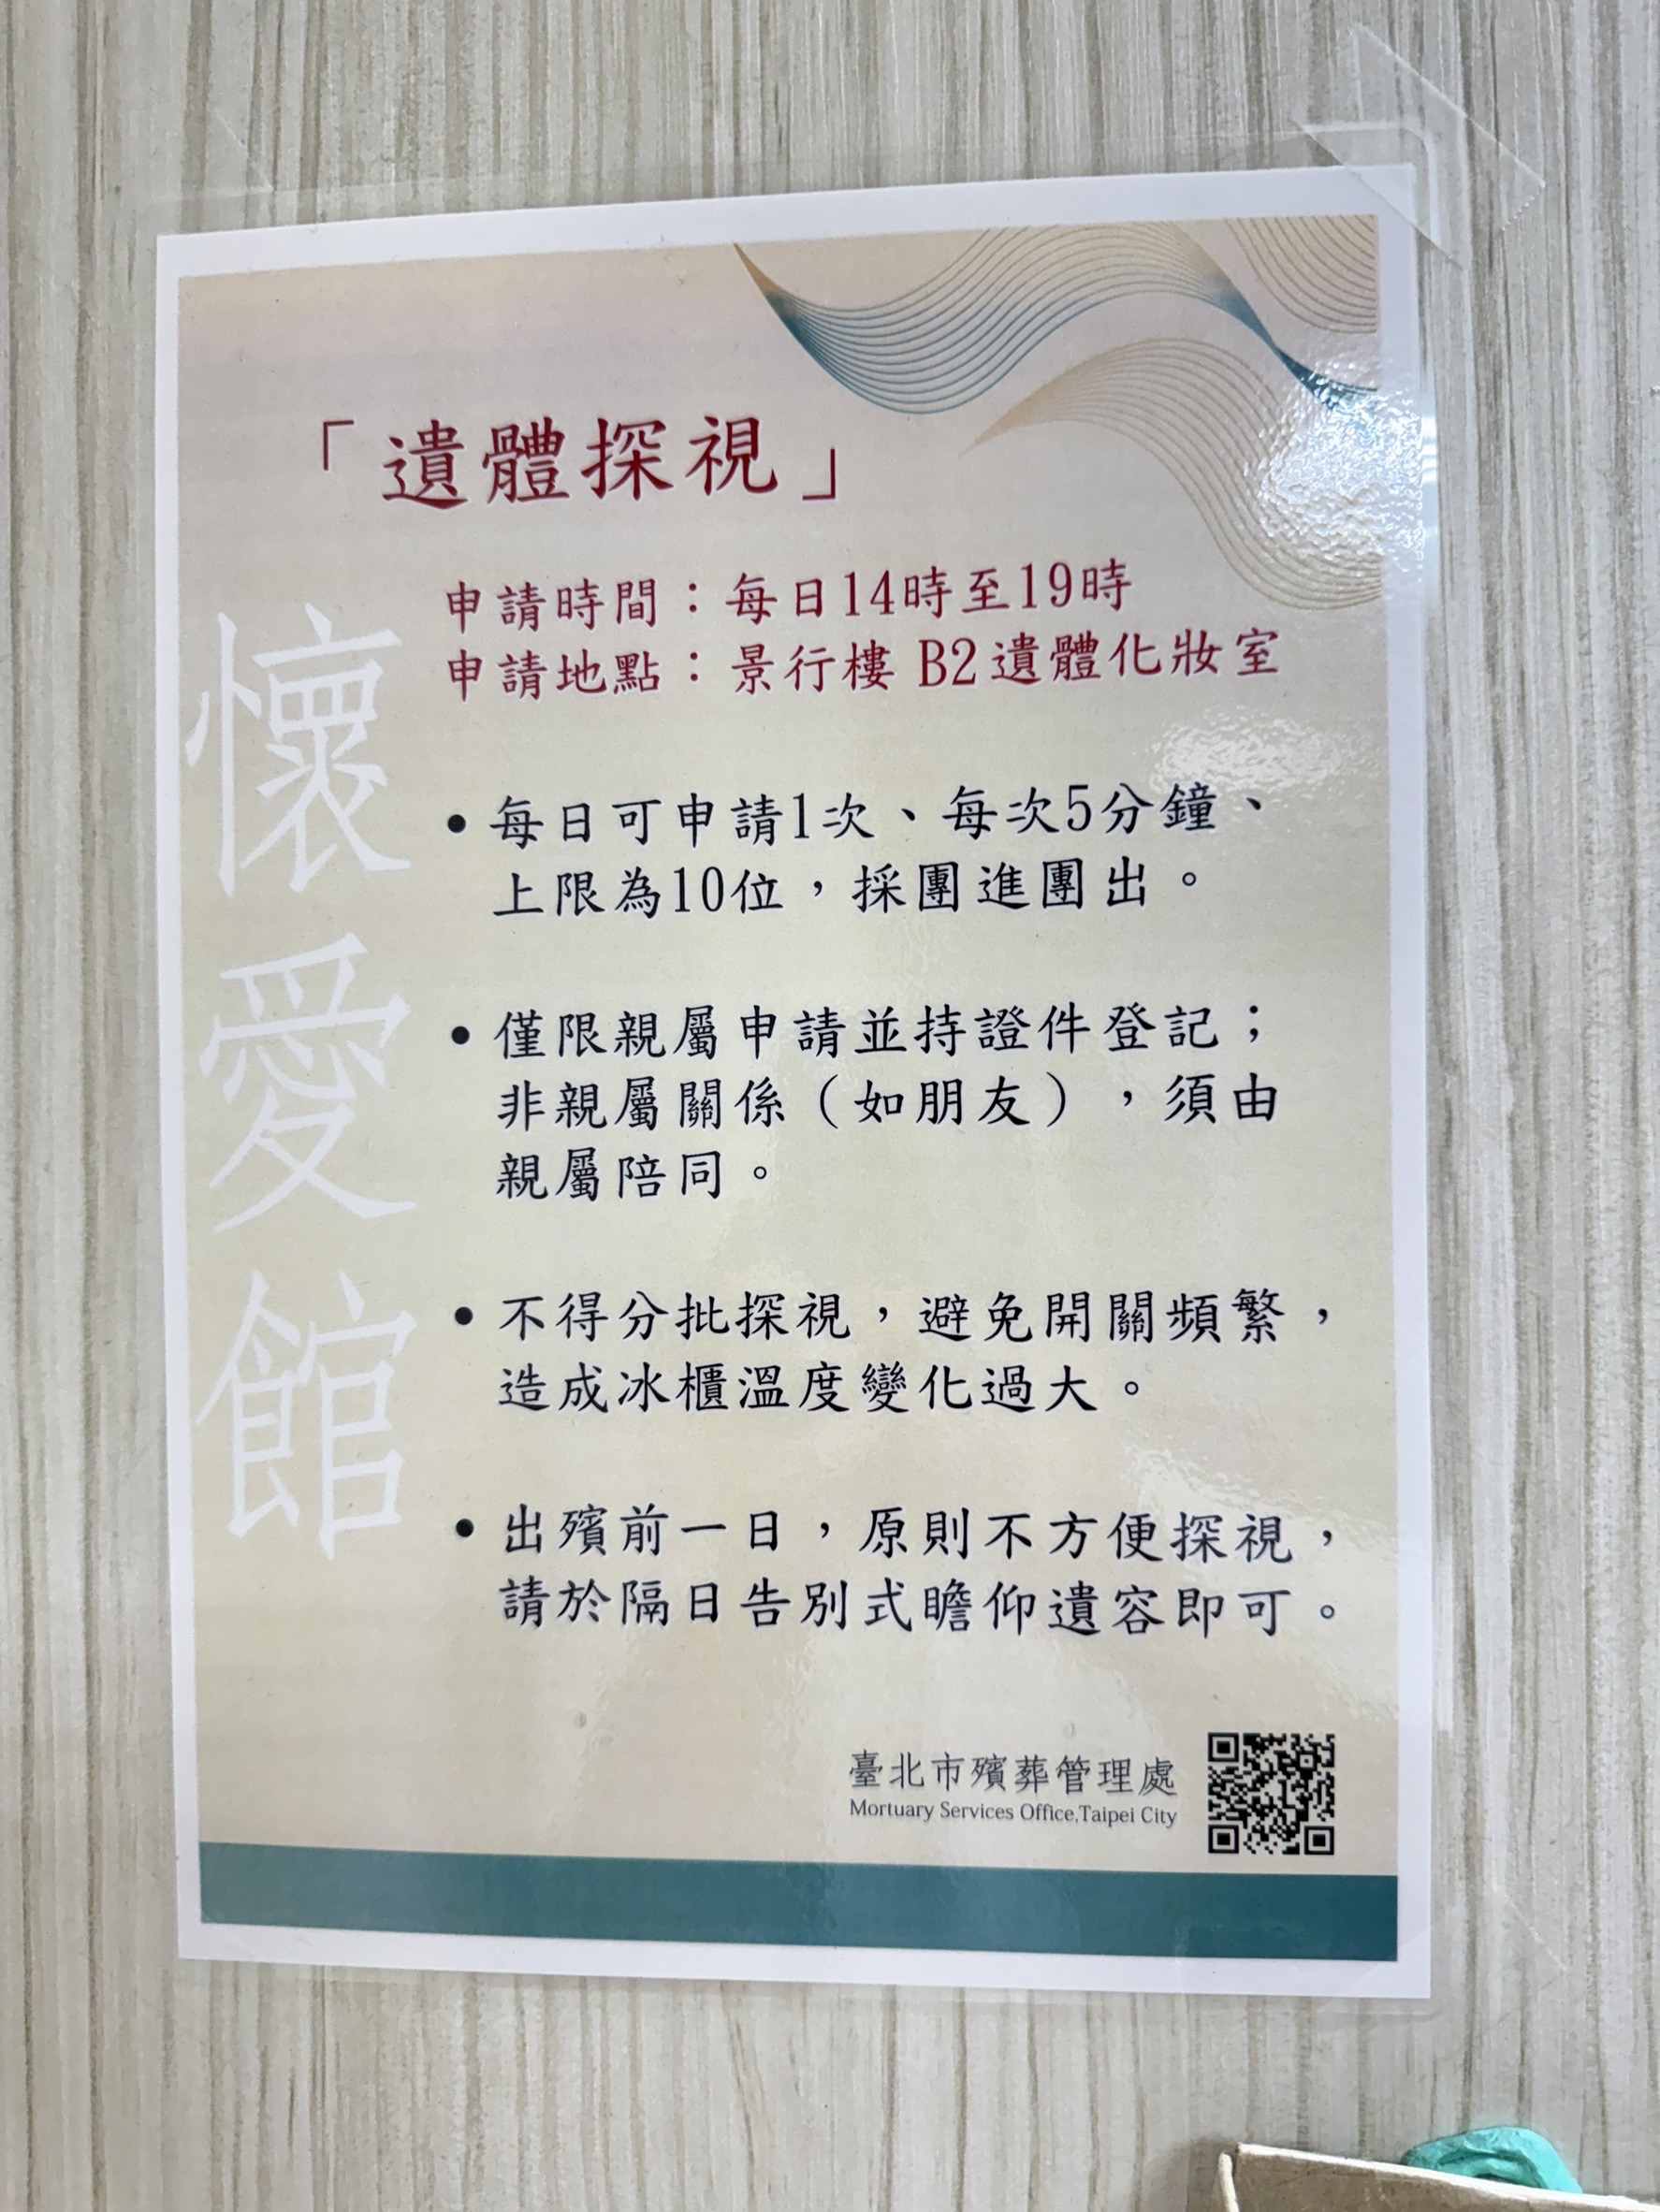 「遺體探視」
申請時間：每日14時至19時
申請地點：景行樓 B2遺體化妝室
懷愛館
•每日可申請1次、每次5分鐘、
上限為10位，採團進團出。
•僅限親屬申請並持證件登記；
非親屬關係（如朋友），須由
親屬陪同。
•不得分批探視，避免開關頻繁，
造成冰櫃溫度變化過大。
•出殯前一日，原則不方便探視，
請於隔日告別式瞻仰遺容即可。
臺北市殯葬管理處
Mortuary Services Office,Taipei City